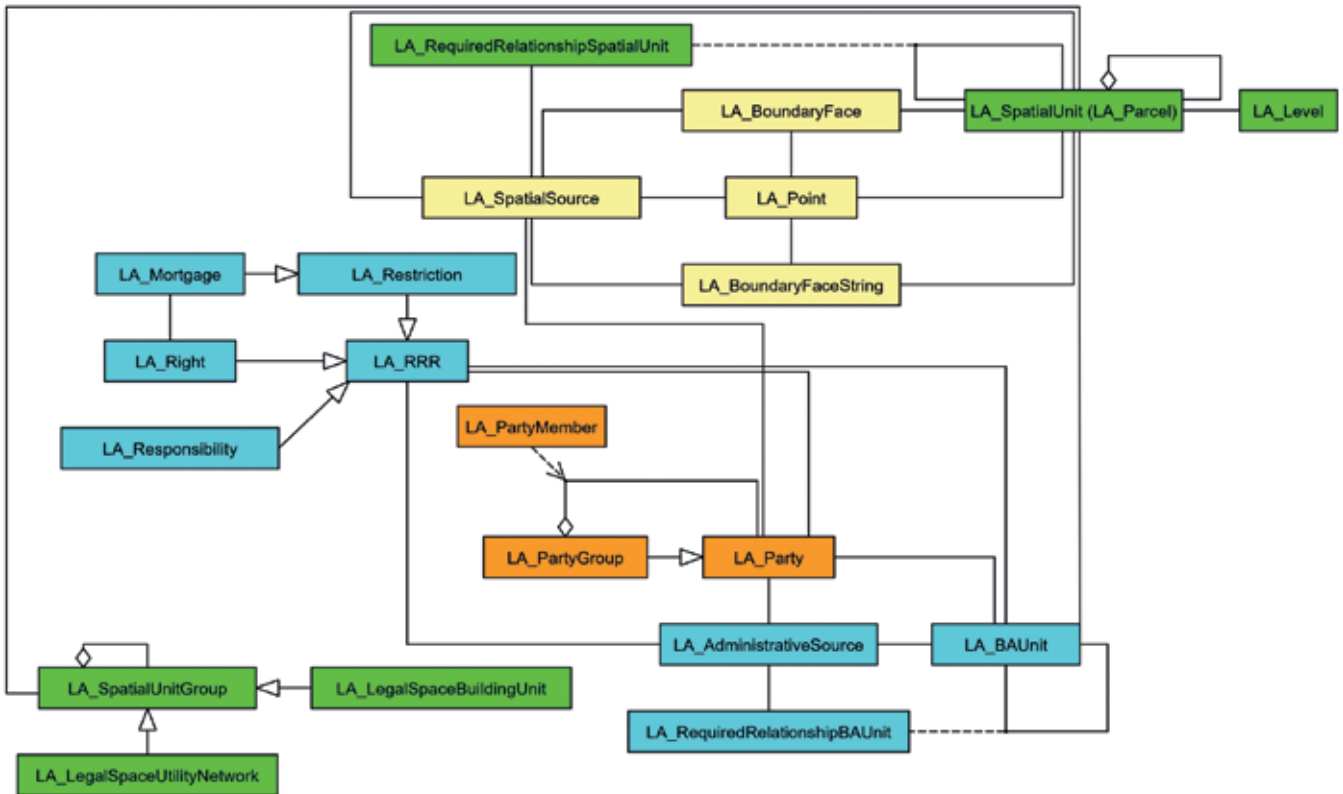 LA_RequiredRelationshipSpatialUnit
LA_BoundaryFace
LA_SpatialUnit (LA_Parcel)
LA_Level
LA_SpatialSource
LA_Point
LA_Mortgage
LA_Restriction
LA_BoundaryFaceString
LA_Right
LA_RRR
LA_PartyMember
LA_Responsibility
LA_PartyGroup
LA_Party
LA_AdministrativeSource
LA_BAUnit
LA_SpatialUnitGroup
LA_LegalSpaceBuildingUnit
LA_RequiredRelationshipBAUnit
LA_LegalSpaceUtilityNetwork